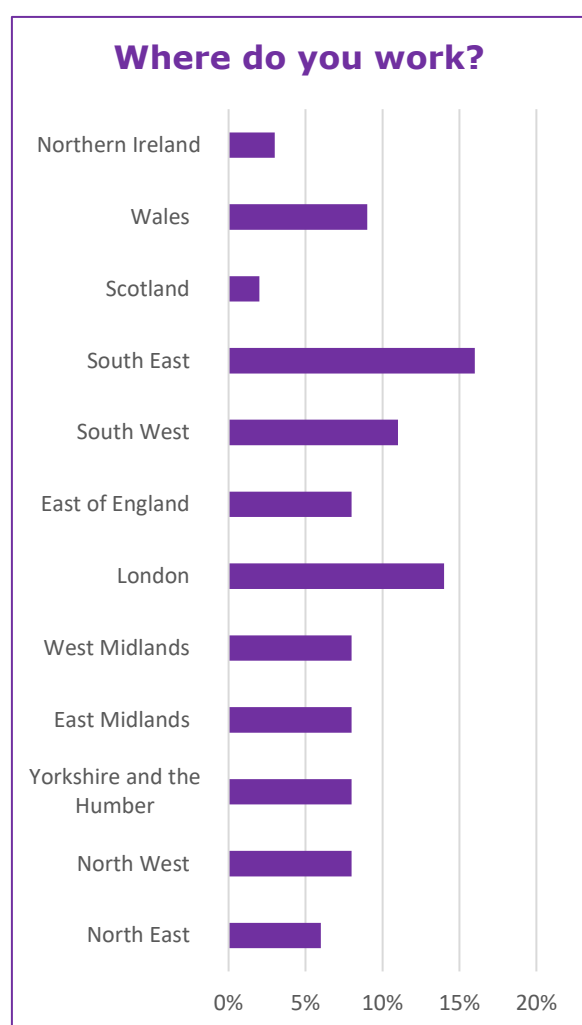 Where do you work?
Northern Ireland
Wales
Scotland
South East
South West
East of England
London
West Midlands
East Midlands
Yorkshire and the
Humber
North West
North East
0% 5% 10% 15% 20%